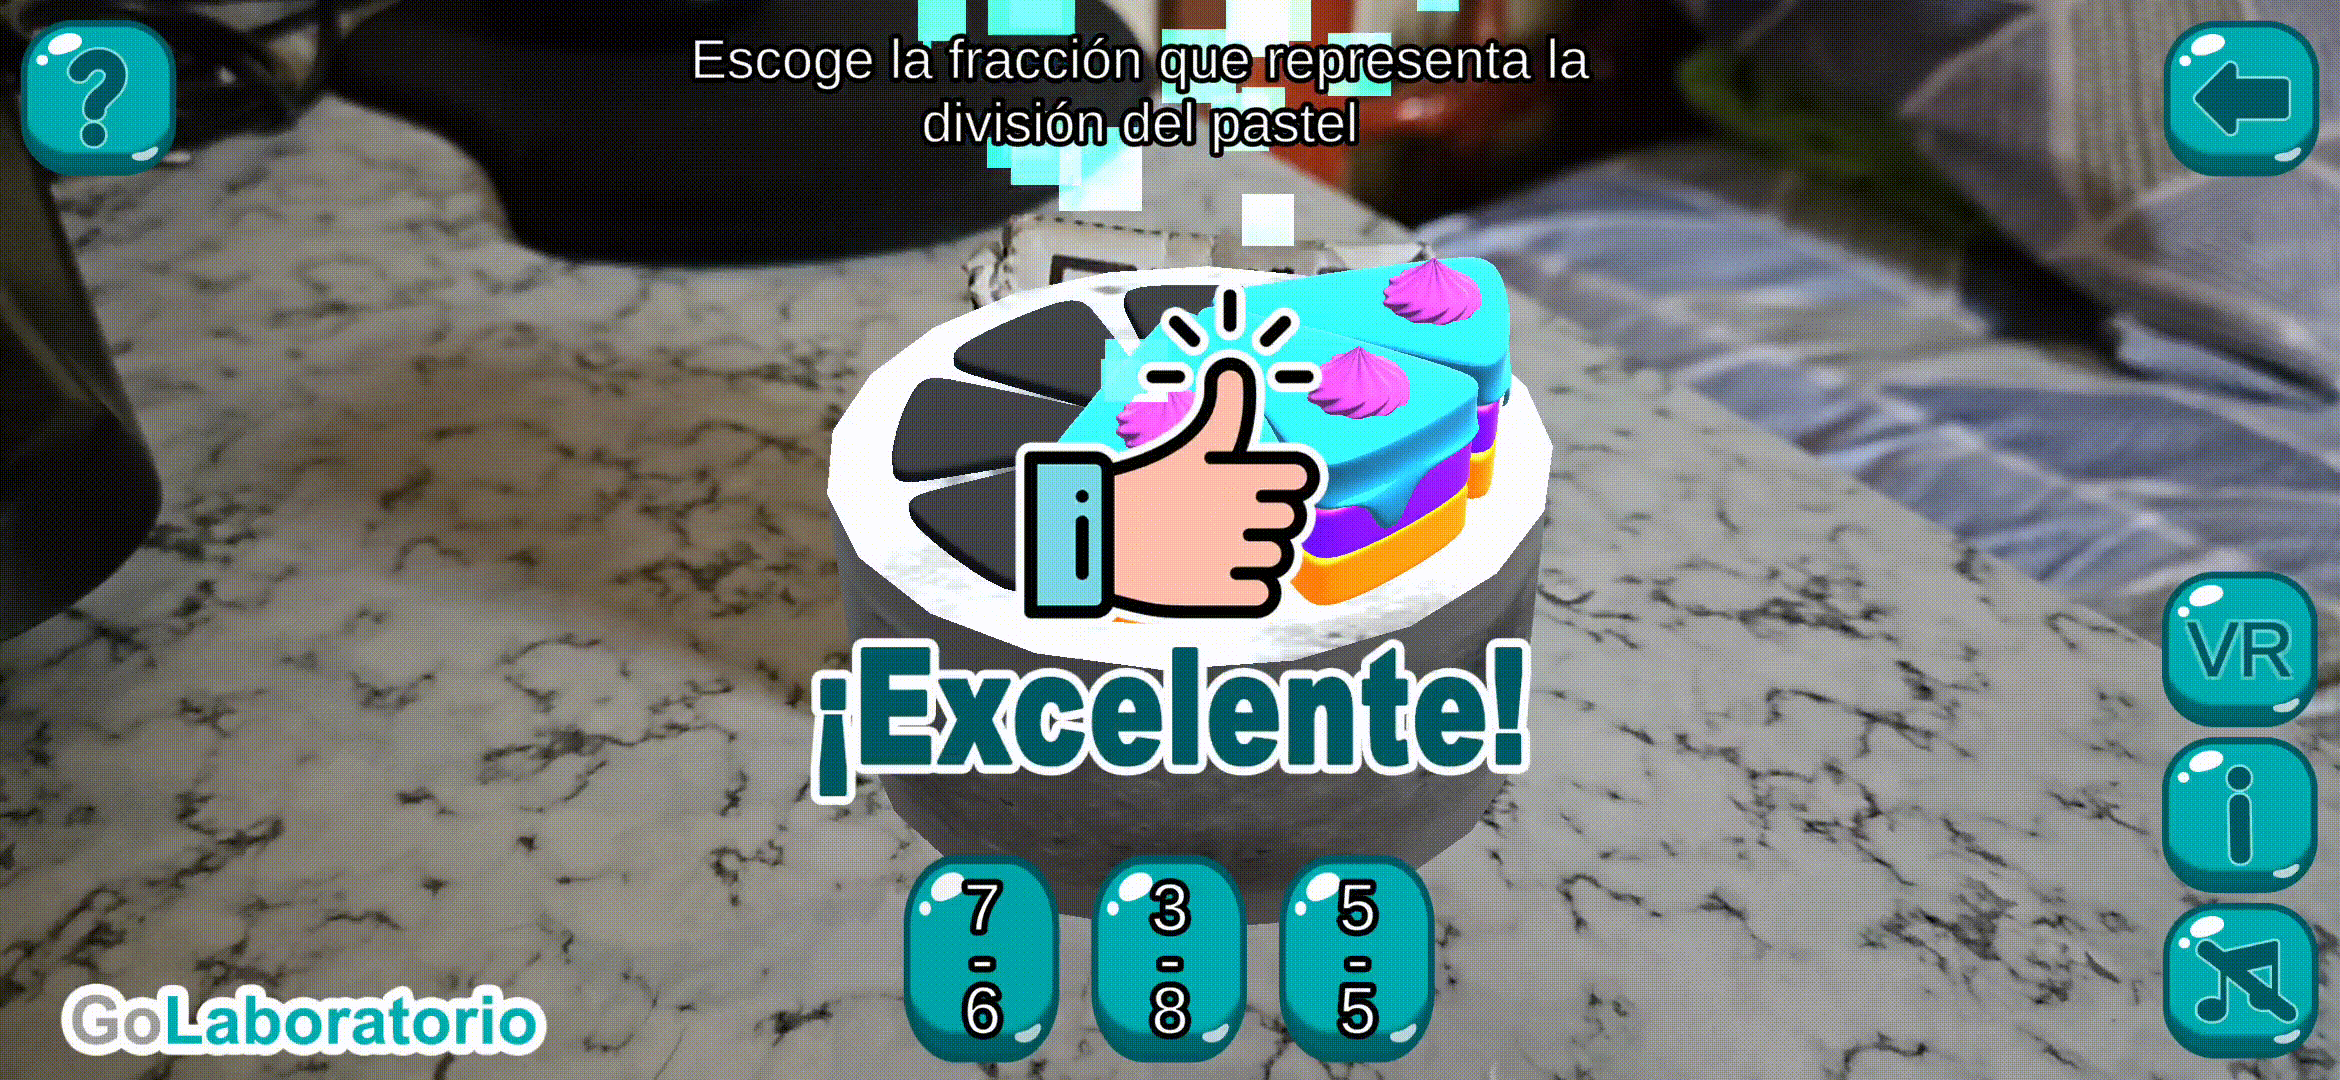 Escoge la fracción que representa la
división del pastel
¡Excelente!
7
-
6
3
-
8
5
-
5
VR
GoLaboratorio